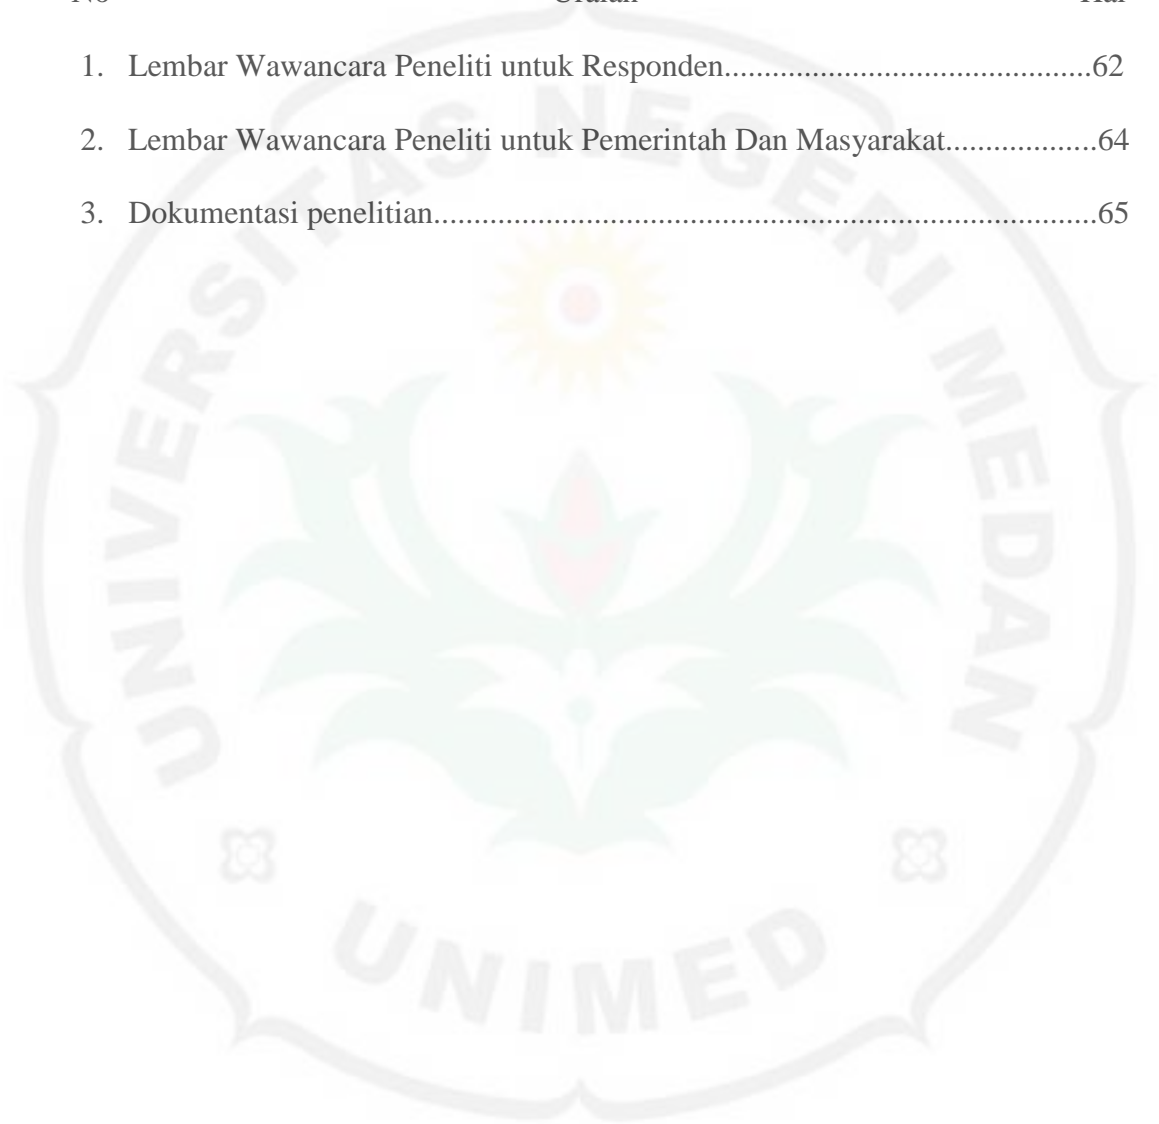 No Uraian Hal
1. Lembar Wawancara Peneliti untuk Responden.................................................62
2. Lembar Wawancara Peneliti untuk Pemerintah Dan Masyarakat...................64
3. Dokumentasi penelitian...................................................................................65
UNIVERSITAS NEGERI MEDAN
UNIMED